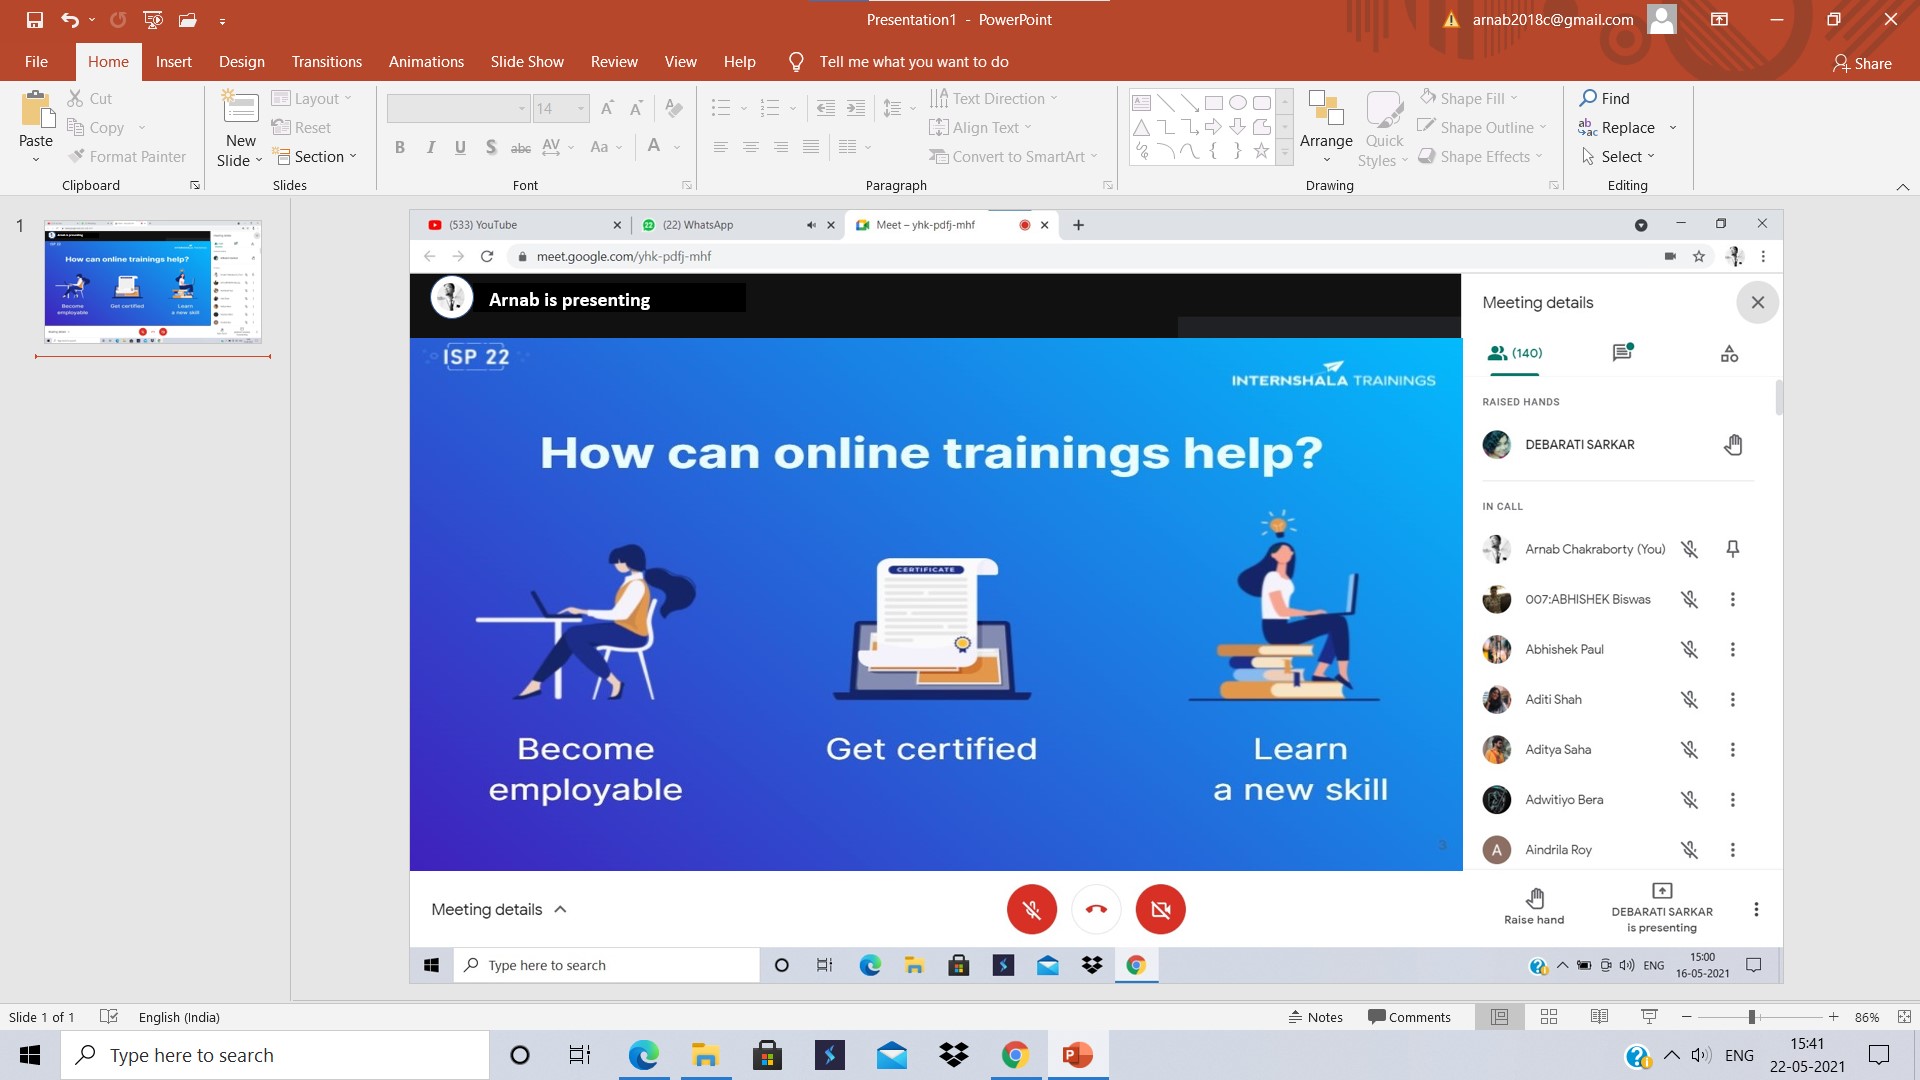 Presentation1 - PowerPoint
arnab2018c@gmail.com
File Home Insert Design Transitions Animations Slide Show Review View Help Tell me what you want to do
Share
Paste
Cut
Copy
Format Painter
Clipboard
New
Slide
Layout
Reset
Section
Slides
14
B I U S abc AV Aa A
Font
Text Direction
Align Text
Convert to SmartArt
Paragraph
Arrange
Quick
Styles
Shape Fill
Shape Outline
Shape Effects
Drawing
Find
Replace
Select
Editing
1
(533) YouTube
(22) WhatsApp
Meet – yhk-pdfj-mhf
meet.google.com/yhk-pdfj-mhf
Arnab is presenting
ISP 22
INTERNSHALA TRAININGS
How can online trainings help?
CERTIFICATE
Become
employable
Get certified
Learn
a new skill
3
Meeting details
(140)
RAISED HANDS
DEBARATI SARKAR
IN CALL
Arnab Chakraborty (You)
007:ABHISHEK Biswas
Abhishek Paul
Aditi Shah
Aditya Saha
Adwitiyo Bera
A Aindrila Roy
Meeting details
Raise hand
DEBARATI SARKAR
is presenting
Type here to search
ENG
15:00
16-05-2021
Slide 1 of 1
English (India)
Notes
Comments
86%
Type here to search
ENG
15:41
22-05-2021